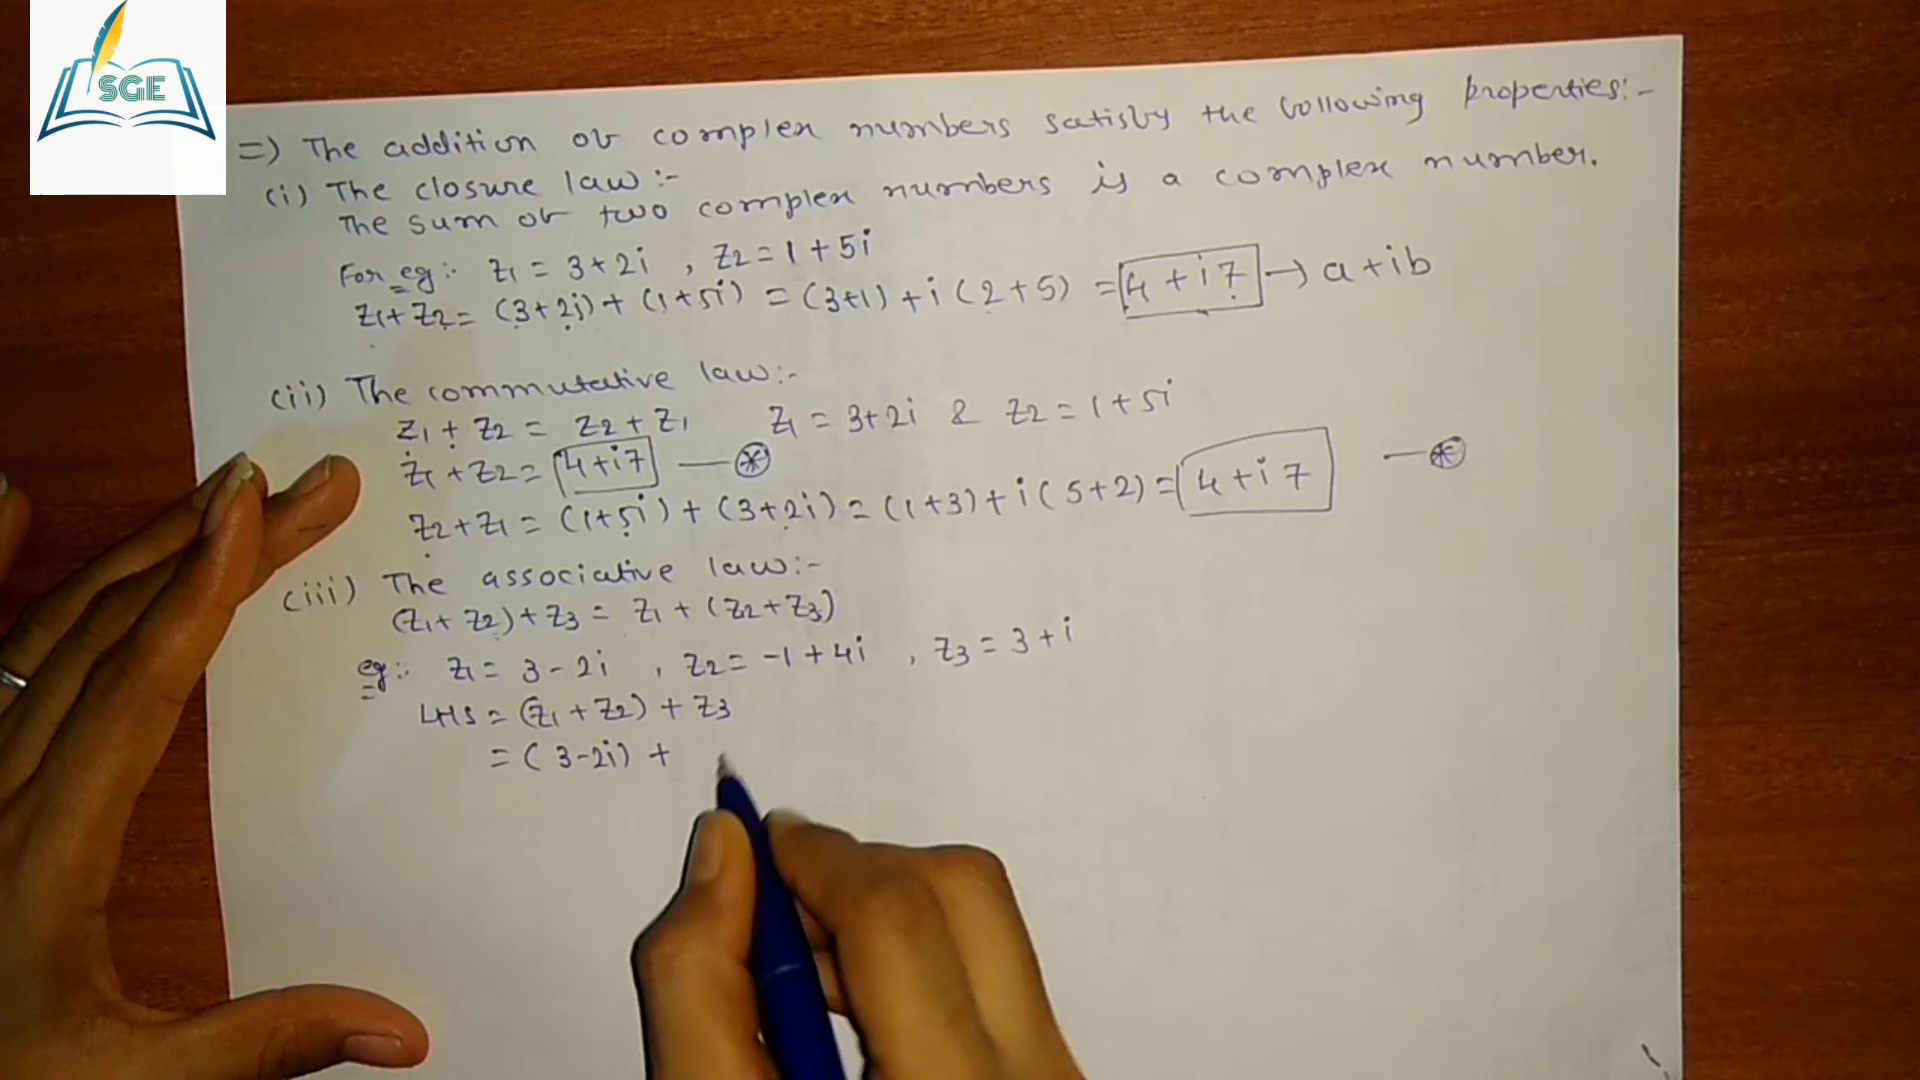 SGE
=) The addition of complex numbers satisfy the following properties:-
(i) The closure law :-
The sum of two complex numbers is a complex number.
For eg:- z1 = 3+2i , z2 = 1+5i
z1+z2 = (3+2i)+(1+5i) = (3+1)+i(2+5) = 4+i7 → a+ib
(ii) The commutative law:-
z1+z2 = z2+z1 z1 = 3+2i & z2 = 1+5i
z1+z2 = 4+i7 — ⊛
z2+z1 = (1+5i)+(3+2i) = (1+3)+i(5+2) = 4+i7 — ⊛
(iii) The associative law:-
(z1+z2)+z3 = z1+(z2+z3)
eg:- z1 = 3-2i , z2 = -1+4i , z3 = 3+i
LHS = (z1+z2)+z3
= (3-2i) +